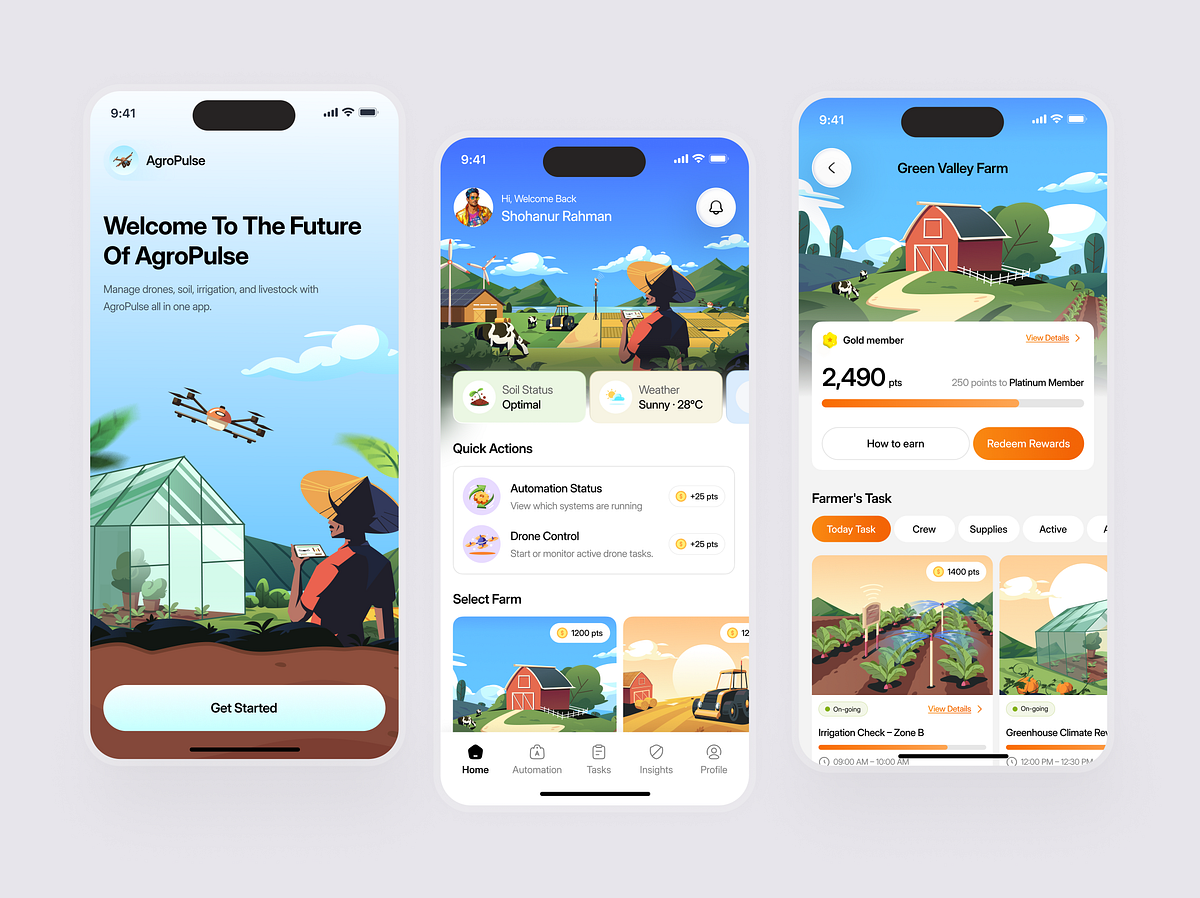 9:41
AgroPulse
Welcome To The Future
Of AgroPulse
Manage drones, soil, irrigation, and livestock with
AgroPulse all in one app.
Get Started
9:41
Hi, Welcome Back
Shohanur Rahman
Soil Status
Optimal
Weather
Sunny · 28°C
Quick Actions
Automation Status
View which systems are running
+25 pts
Drone Control
Start or monitor active drone tasks.
+25 pts
Select Farm
1200 pts
12
Home
Automation
Tasks
Insights
Profile
9:41
Green Valley Farm
Gold member
View Details
2,490 pts
250 points to Platinum Member
How to earn
Redeem Rewards
Farmer's Task
Today Task
Crew
Supplies
Active
1400 pts
On-going
View Details
On-going
Irrigation Check – Zone B
Greenhouse Climate Rev
09:00 AM – 10:00 AM
12:00 PM – 12:30 PM